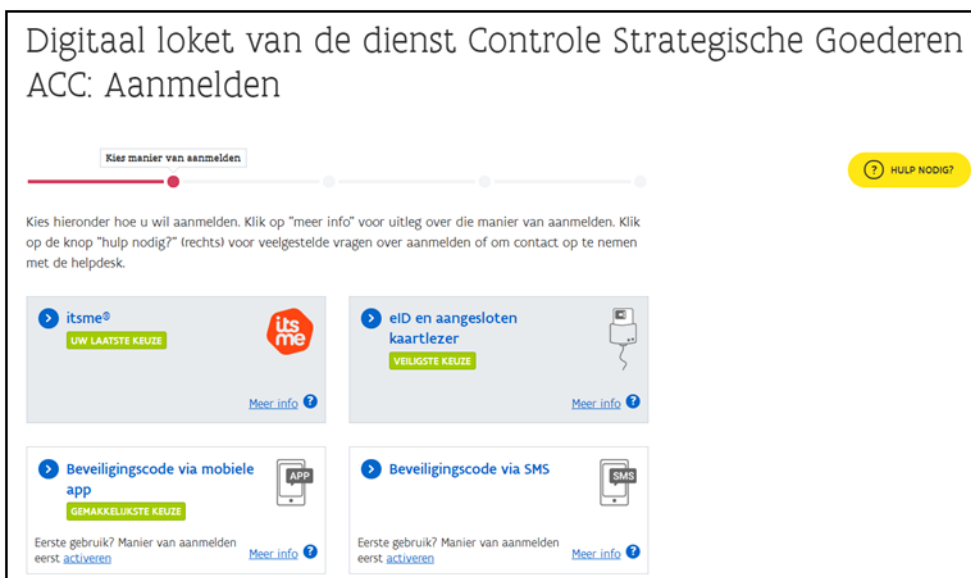 Digitaal loket van de dienst Controle Strategische Goederen
ACC: Aanmelden
Kies manier van aanmelden
? HULP NODIG?
Kies hieronder hoe u wil aanmelden. Klik op "meer info" voor uitleg over die manier van aanmelden. Klik
op de knop "hulp nodig?" (rechts) voor veelgestelde vragen over aanmelden of om contact op te nemen
met de helpdesk.
itsme®
UW LAATSTE KEUZE
its
me
Meer info ?
eID en aangesloten
kaartlezer
VEILIGSTE KEUZE
Meer info ?
Beveiligingscode via mobiele
app
GEMAKKELIJKSTE KEUZE
APP
Eerste gebruik? Manier van aanmelden
eerst activeren
Meer info ?
Beveiligingscode via SMS
SMS
Eerste gebruik? Manier van aanmelden
eerst activeren
Meer info ?